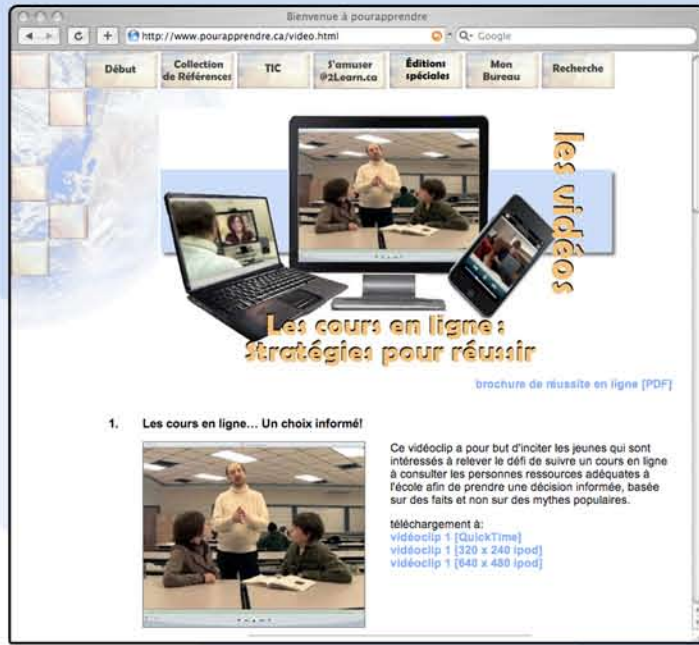 Bienvenue à pourapprendre
http://www.pourapprendre.ca/video.html
Google
Début
Collection
de Références
TIC
S'amuser
@2Learn.ca
Éditions
spéciales
Mon
Bureau
Recherche
les vidéos
Les cours en ligne:
Stratégies pour réussir
brochure de réussite en ligne [PDF]
1. Les cours en ligne... Un choix informé!
Ce vidéoclip a pour but d'inciter les jeunes qui sont
intéressés à relever le défi de suivre un cours en ligne
à consulter les personnes ressources adéquates à
l'école afin de prendre une décision informée, basée
sur des faits et non sur des mythes populaires.
téléchargement à:
vidéoclip 1 [QuickTime]
vidéoclip 1 [320 x 240 ipod]
vidéoclip 1 [640 x 480 ipod]